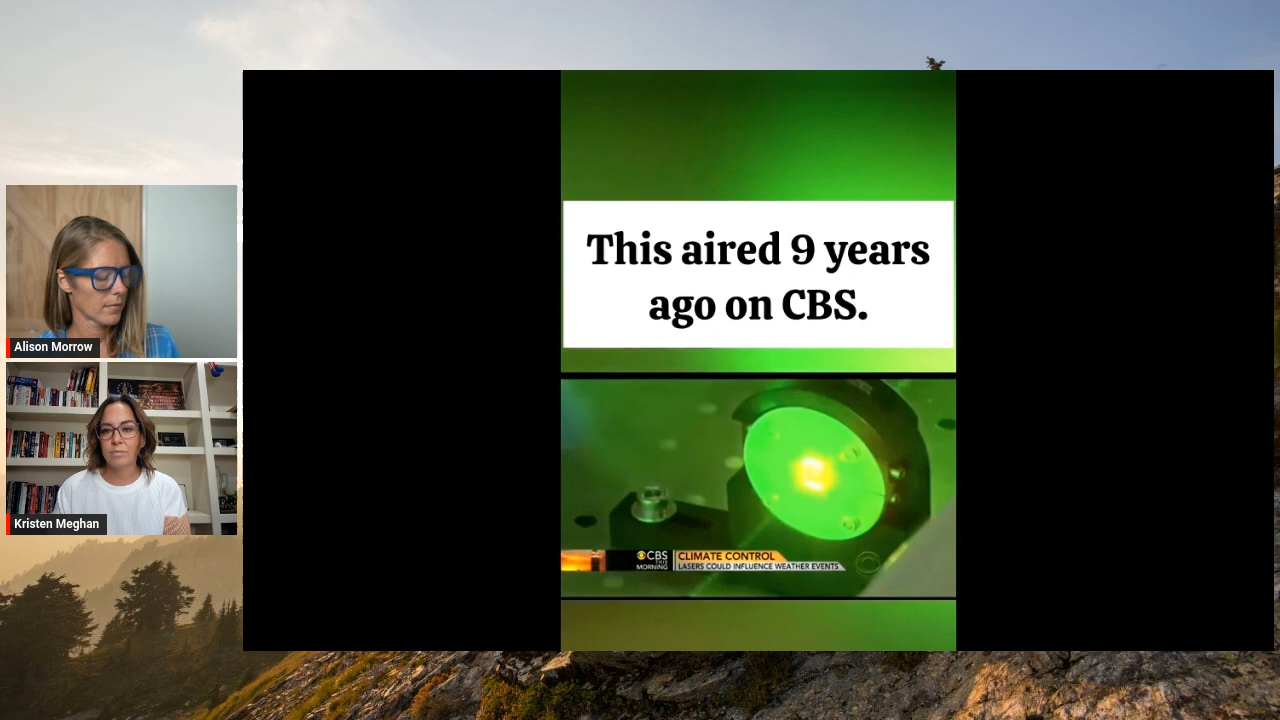 This aired 9 years
ago on CBS.
Alison Morrow
Kristen Meghan
CBS
THIS
MORNING
CLIMATE CONTROL
LASERS COULD INFLUENCE WEATHER EVENTS